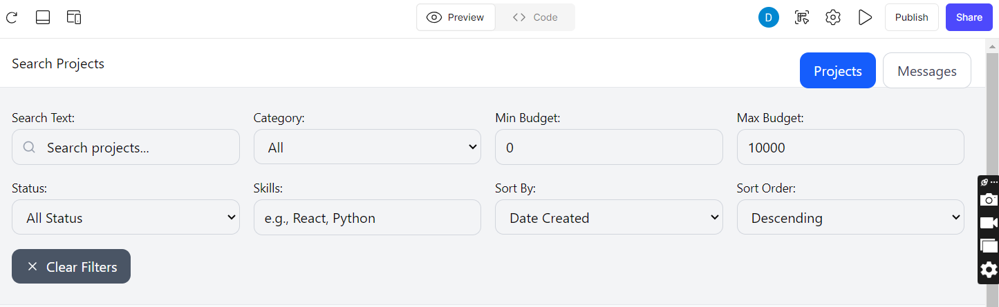 Preview
Code
D
Publish
Share
Search Projects
Projects
Messages
Search Text:
Category:
Min Budget:
Max Budget:
Search projects...
All
0
10000
Status:
Skills:
Sort By:
Sort Order:
All Status
e.g., React, Python
Date Created
Descending
Clear Filters